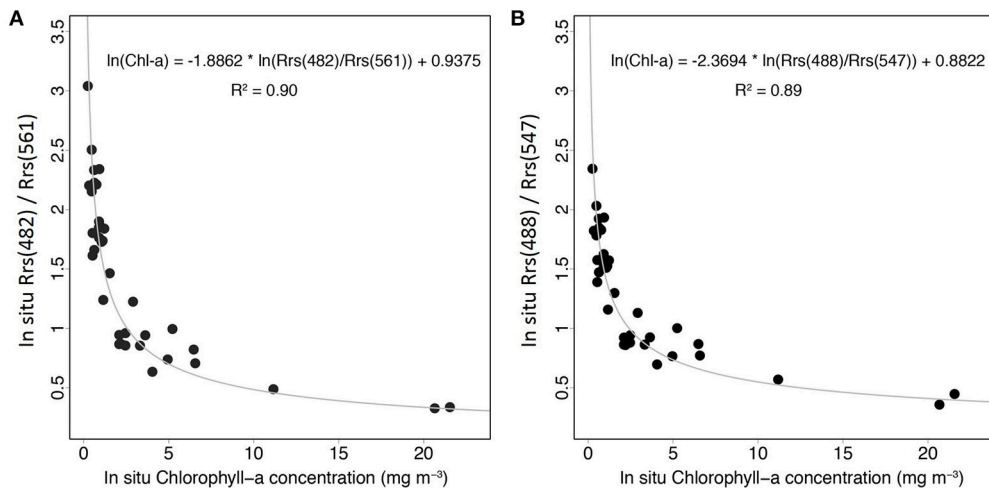 A
ln(Chl-a) = -1.8862 * ln(Rrs(482)/Rrs(561)) + 0.9375
R² = 0.90
In situ Rrs(482) / Rrs(561)
3.5
3
2.5
2
1.5
1
0.5
0
5
10
15
20
In situ Chlorophyll−a concentration (mg m⁻³)
B
ln(Chl-a) = -2.3694 * ln(Rrs(488)/Rrs(547)) + 0.8822
R² = 0.89
In situ Rrs(488) / Rrs(547)
3.5
3
2.5
2
1.5
1
0.5
0
5
10
15
20
In situ Chlorophyll−a concentration (mg m⁻³)